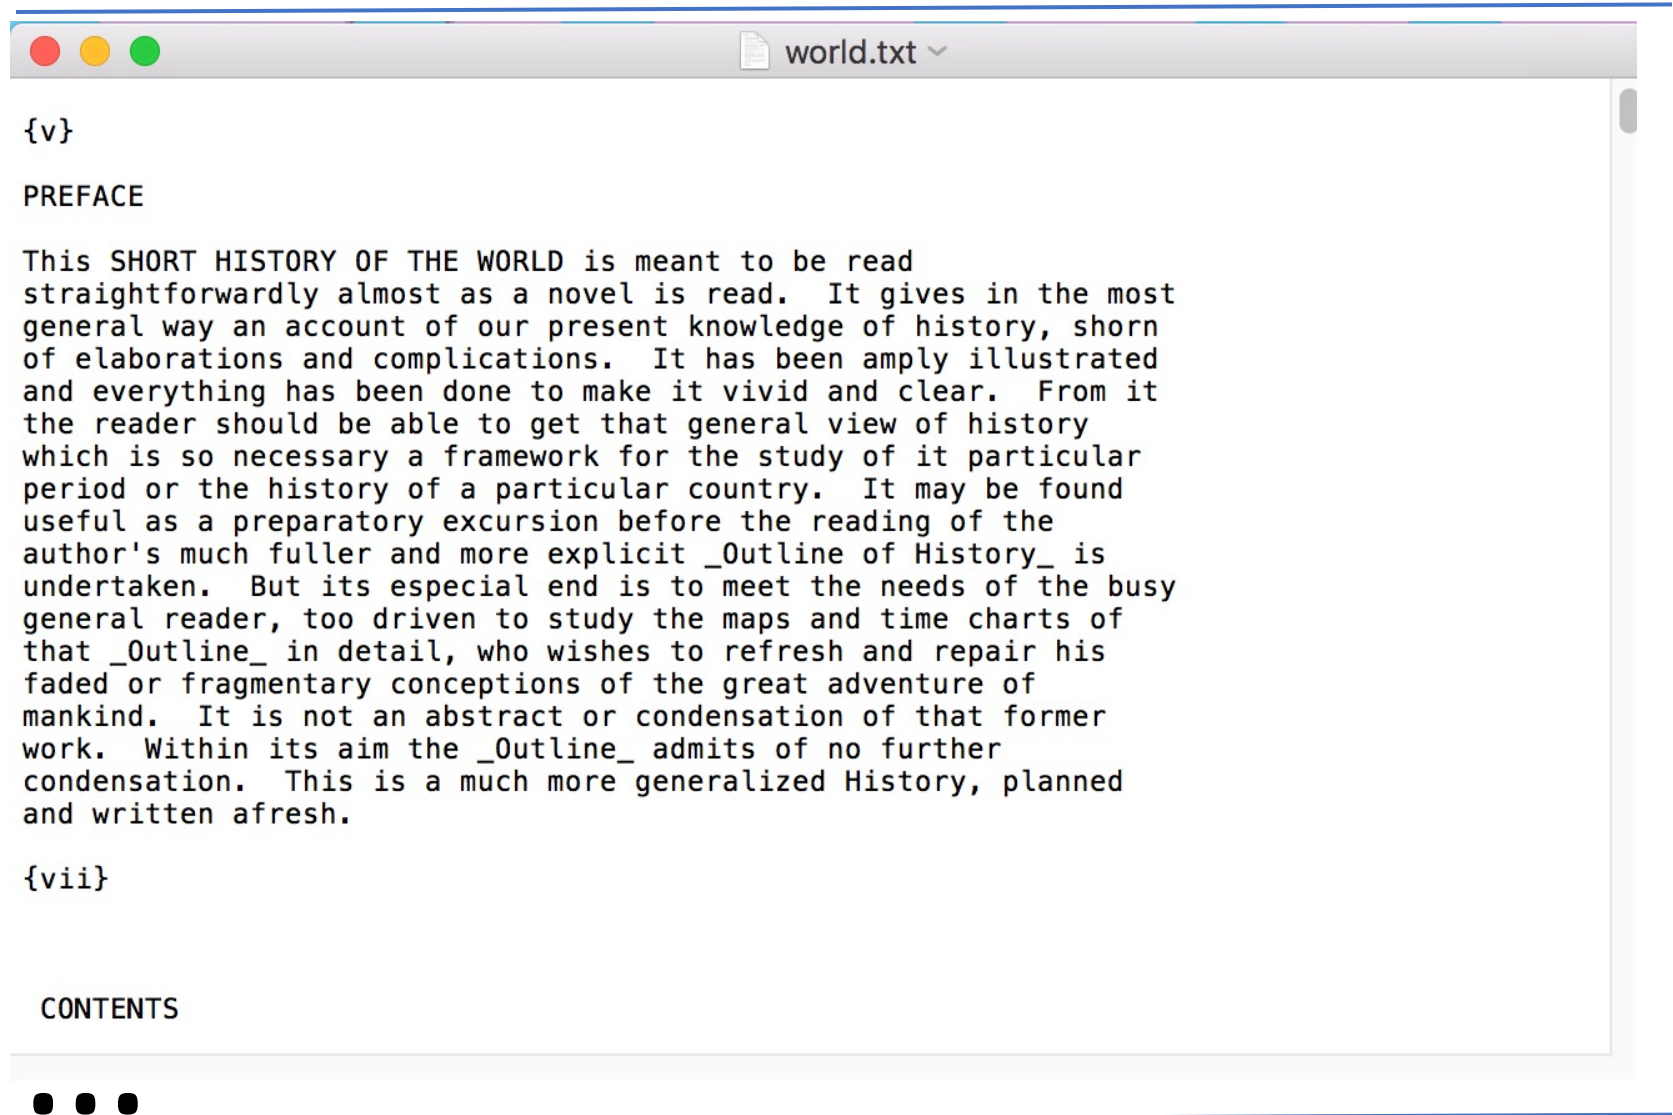 world.txt
{v}
PREFACE
This SHORT HISTORY OF THE WORLD is meant to be read
straightforwardly almost as a novel is read.  It gives in the most
general way an account of our present knowledge of history, shorn
of elaborations and complications.  It has been amply illustrated
and everything has been done to make it vivid and clear.  From it
the reader should be able to get that general view of history
which is so necessary a framework for the study of it particular
period or the history of a particular country.  It may be found
useful as a preparatory excursion before the reading of the
author's much fuller and more explicit _Outline of History_ is
undertaken.  But its especial end is to meet the needs of the busy
general reader, too driven to study the maps and time charts of
that _Outline_ in detail, who wishes to refresh and repair his
faded or fragmentary conceptions of the great adventure of
mankind.  It is not an abstract or condensation of that former
work.  Within its aim the _Outline_ admits of no further
condensation.  This is a much more generalized History, planned
and written afresh.
{vii}
CONTENTS
...